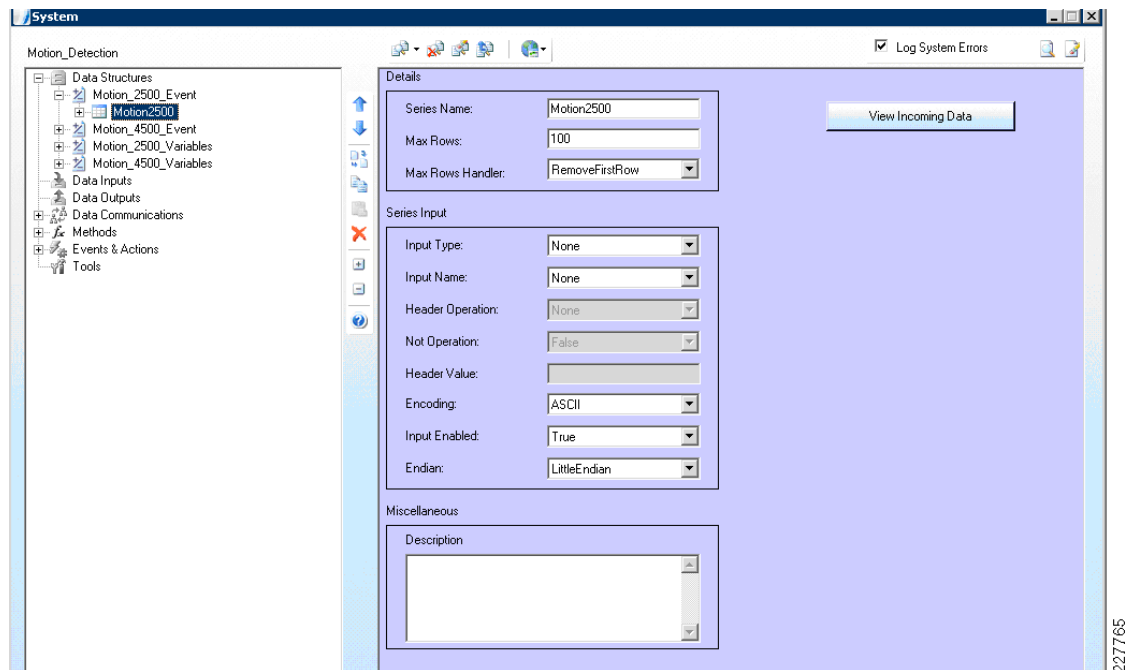 System
Motion_Detection
Log System Errors
Data Structures
Motion_2500_Event
Motion2500
Motion_4500_Event
Motion_2500_Variables
Motion_4500_Variables
Data Inputs
Data Outputs
Data Communications
Methods
Events & Actions
Tools
Details
Series Name: Motion2500
Max Rows: 100
Max Rows Handler: RemoveFirstRow
View Incoming Data
Series Input
Input Type: None
Input Name: None
Header Operation: None
Not Operation: False
Header Value:
Encoding: ASCII
Input Enabled: True
Endian: LittleEndian
Miscellaneous
Description
227765